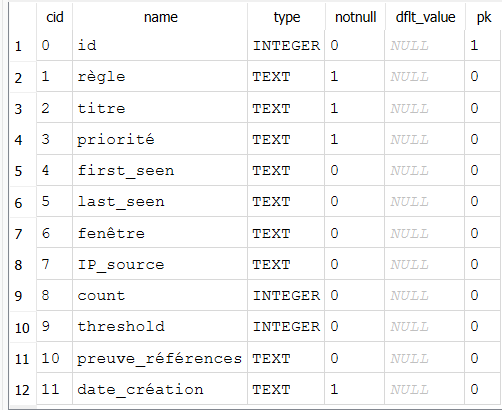 cid name type notnull dflt_value pk
1 0 id INTEGER 0 NULL 1
2 1 règle TEXT 1 NULL 0
3 2 titre TEXT 1 NULL 0
4 3 priorité TEXT 1 NULL 0
5 4 first_seen TEXT 0 NULL 0
6 5 last_seen TEXT 0 NULL 0
7 6 fenêtre TEXT 0 NULL 0
8 7 IP_source TEXT 0 NULL 0
9 8 count INTEGER 0 NULL 0
10 9 threshold INTEGER 0 NULL 0
11 10 preuve_références TEXT 0 NULL 0
12 11 date_création TEXT 1 NULL 0